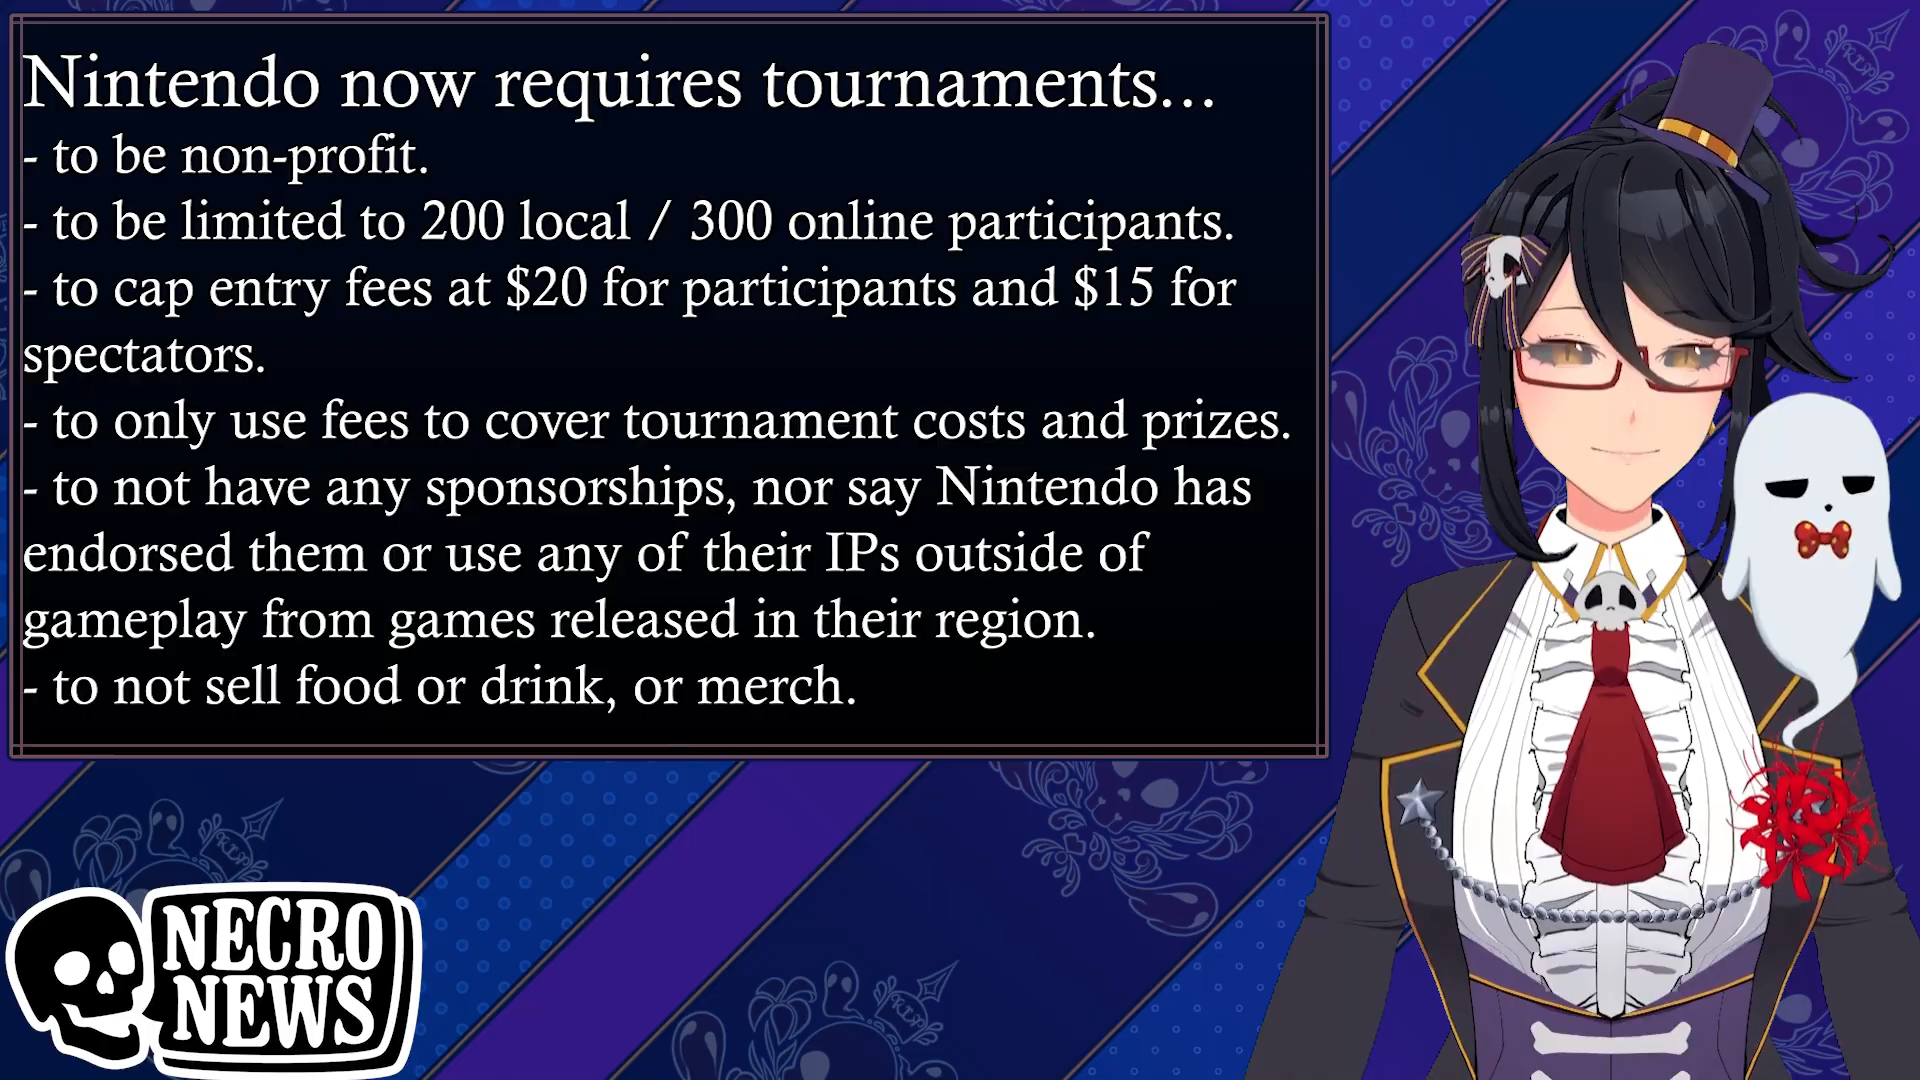 Nintendo now requires tournaments...
- to be non-profit.
- to be limited to 200 local / 300 online participants.
- to cap entry fees at $20 for participants and $15 for
spectators.
- to only use fees to cover tournament costs and prizes.
- to not have any sponsorships, nor say Nintendo has
endorsed them or use any of their IPs outside of
gameplay from games released in their region.
- to not sell food or drink, or merch.
NECRO
NEWS